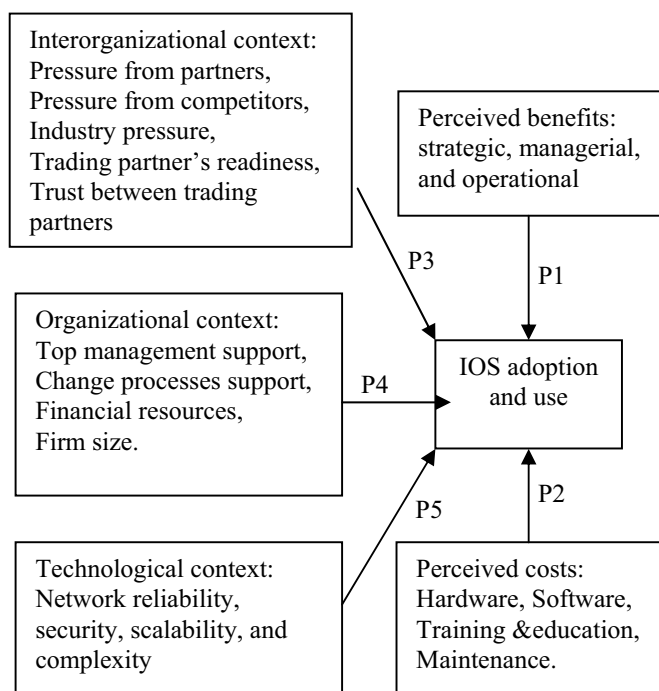 Interorganizational context:
Pressure from partners,
Pressure from competitors,
Industry pressure,
Trading partner's readiness,
Trust between trading
partners
Perceived benefits:
strategic, managerial,
and operational
P3
P1
Organizational context:
Top management support,
Change processes support,
Financial resources,
Firm size.
P4
IOS adoption
and use
P5
P2
Technological context:
Network reliability,
security, scalability, and
complexity
Perceived costs:
Hardware, Software,
Training &education,
Maintenance.